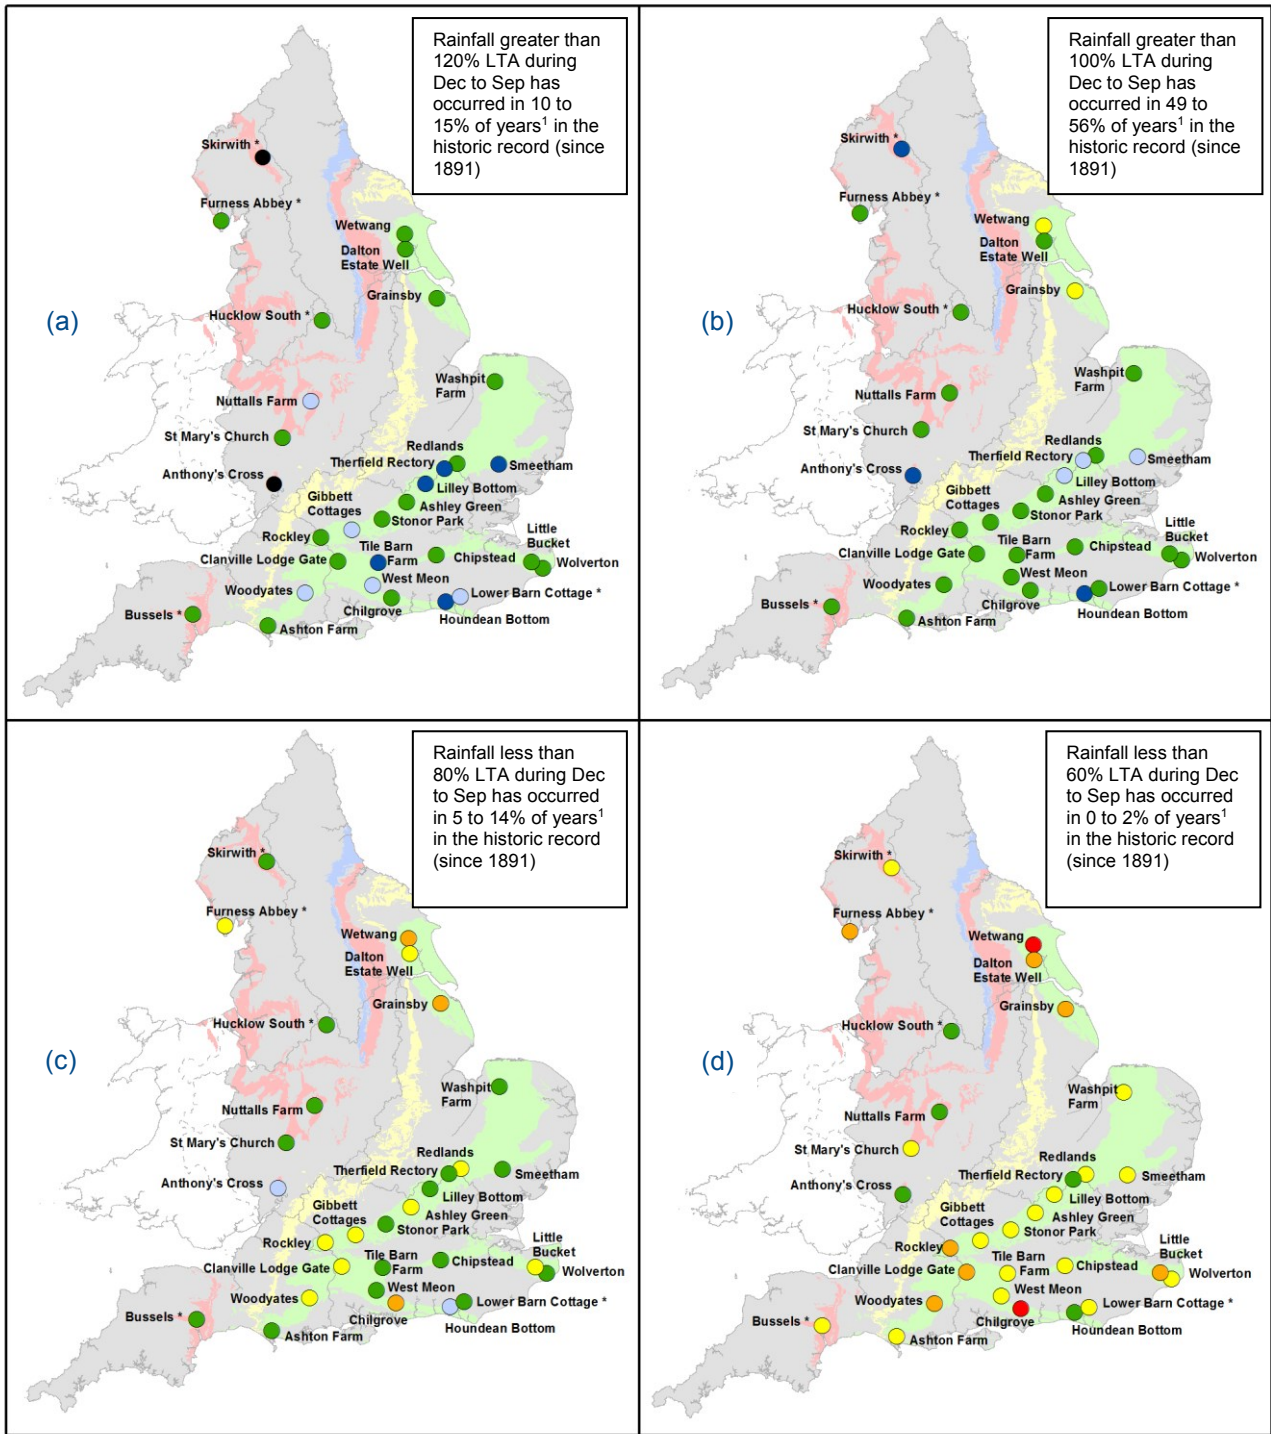 Rainfall greater than
120% LTA during
Dec to Sep has
occurred in 10 to
15% of years¹ in the
historic record (since
1891)
Skirwith *
Furness Abbey *
Wetwang
Dalton
Estate Well
Grainsby
(a)
Hucklow South *
Washpit
Farm
Nuttalls Farm
St Mary's Church
Redlands
Therfield Rectory
Smeetham
Anthony's Cross
Lilley Bottom
Gibbett
Cottages
Ashley Green
Stonor Park
Rockley
Little
Bucket
Tile Barn
Farm
Clanville Lodge Gate
Chipstead
Wolverton
West Meon
Woodyates
Lower Barn Cottage *
Bussels *
Chilgrove
Houndean Bottom
Ashton Farm
Rainfall greater than
100% LTA during
Dec to Sep has
occurred in 49 to
56% of years¹ in the
historic record (since
1891)
Skirwith *
Furness Abbey *
Wetwang
Dalton
Estate Well
Grainsby
(b)
Hucklow South *
Washpit
Farm
Nuttalls Farm
St Mary's Church
Redlands
Therfield Rectory
Smeetham
Anthony's Cross
Lilley Bottom
Gibbett
Cottages
Ashley Green
Stonor Park
Rockley
Little
Bucket
Tile Barn
Farm
Clanville Lodge Gate
Chipstead
Wolverton
West Meon
Woodyates
Lower Barn Cottage *
Bussels *
Chilgrove
Houndean Bottom
Ashton Farm
Rainfall less than
80% LTA during Dec
to Sep has occurred
in 5 to 14% of years¹
in the historic record
(since 1891)
Skirwith *
Furness Abbey *
Wetwang
Dalton
Estate Well
Grainsby
Hucklow South *
(c)
Washpit
Farm
Nuttalls Farm
St Mary's Church
Redlands
Therfield Rectory
Smeetham
Anthony's Cross
Lilley Bottom
Gibbett
Cottages
Ashley Green
Stonor Park
Rockley
Little
Bucket
Tile Barn
Farm
Clanville Lodge Gate
Chipstead
Wolverton
West Meon
Woodyates
Lower Barn Cottage *
Bussels *
Chilgrove
Houndean Bottom
Ashton Farm
Rainfall less than
60% LTA during Dec
to Sep has occurred
in 0 to 2% of years¹
in the historic record
(since 1891)
Skirwith *
Furness Abbey *
Wetwang
Dalton
Estate Well
Grainsby
Hucklow South *
(d)
Washpit
Farm
Nuttalls Farm
St Mary's Church
Redlands
Therfield Rectory
Smeetham
Anthony's Cross
Lilley Bottom
Gibbett
Cottages
Ashley Green
Stonor Park
Rockley
Little
Bucket
Tile Barn
Farm
Clanville Lodge Gate
Chipstead
Wolverton
West Meon
Woodyates
Lower Barn Cottage *
Bussels *
Chilgrove
Houndean Bottom
Ashton Farm